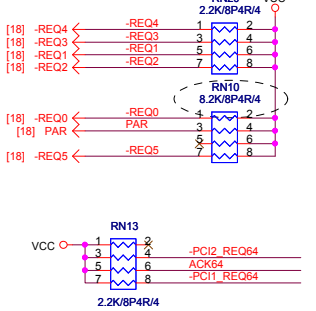 2.2K/8P4R/4
[18] -REQ4 -REQ4 1 2
[18] -REQ3 -REQ3 3 4
[18] -REQ1 -REQ1 5 6
[18] -REQ2 -REQ2 7 8
RN10
8.2K/8P4R/4
[18] -REQ0 -REQ0 1 2
[18] PAR PAR 3 4
5 6
[18] -REQ5 -REQ5 7 8
RN13
VCC 1 2
3 4 -PCI2_REQ64
5 6 ACK64
7 8 -PCI1_REQ64
2.2K/8P4R/4